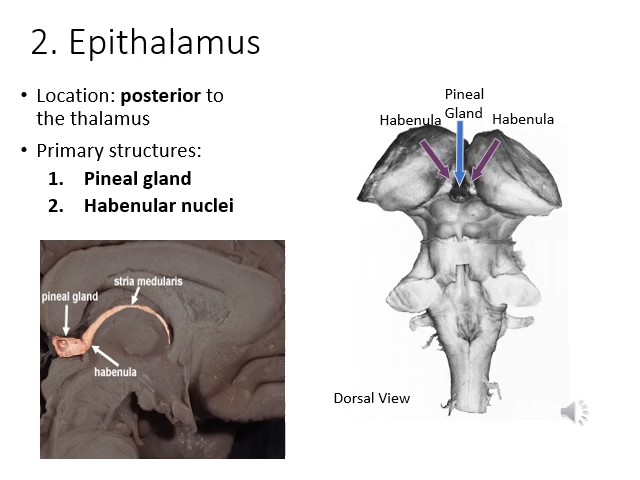 2. Epithalamus
• Location: posterior to
the thalamus
• Primary structures:
1. Pineal gland
2. Habenular nuclei
stria medularis
pineal gland
habenula
Pineal
Gland
Habenula
Habenula
Dorsal View